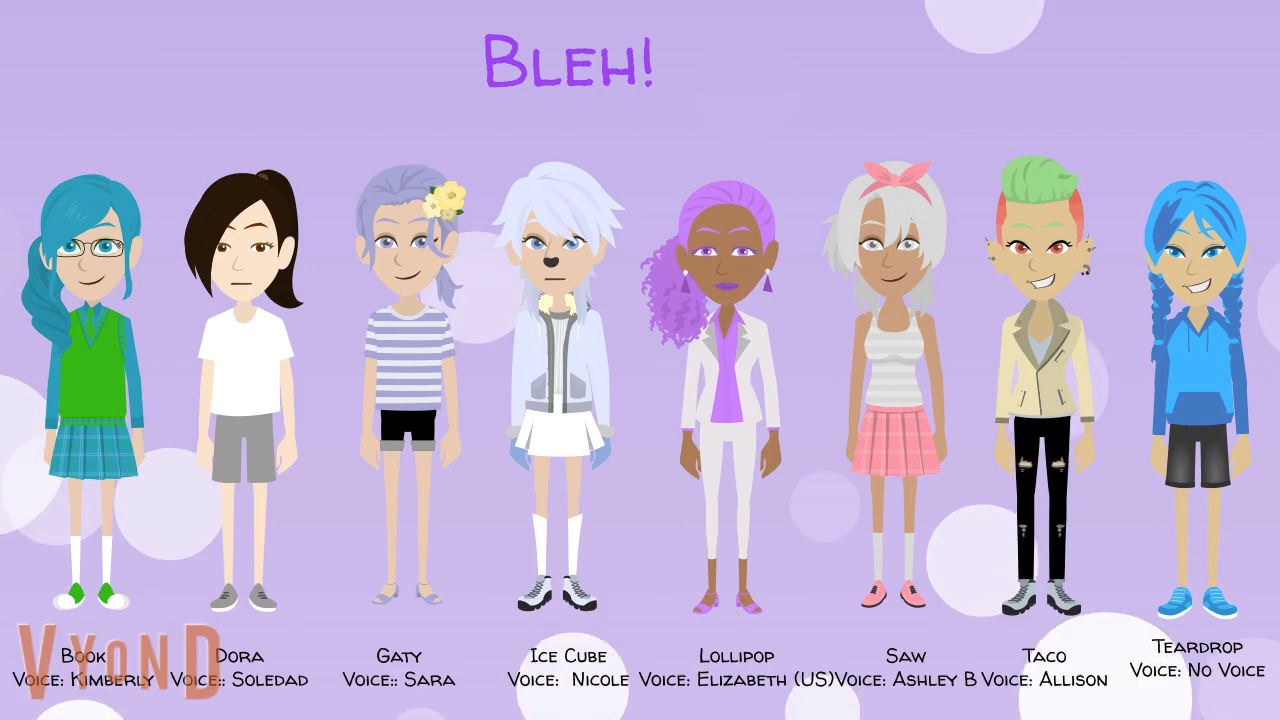 Bleh!
Book
Voice: Kimberly
Dora
Voice:: Soledad
Gaty
Voice:: Sara
Ice Cube
Voice: Nicole
Lollipop
Voice: Elizabeth (US)
Saw
Voice: Ashley B
Taco
Voice: Allison
Teardrop
Voice: No Voice
Vyond